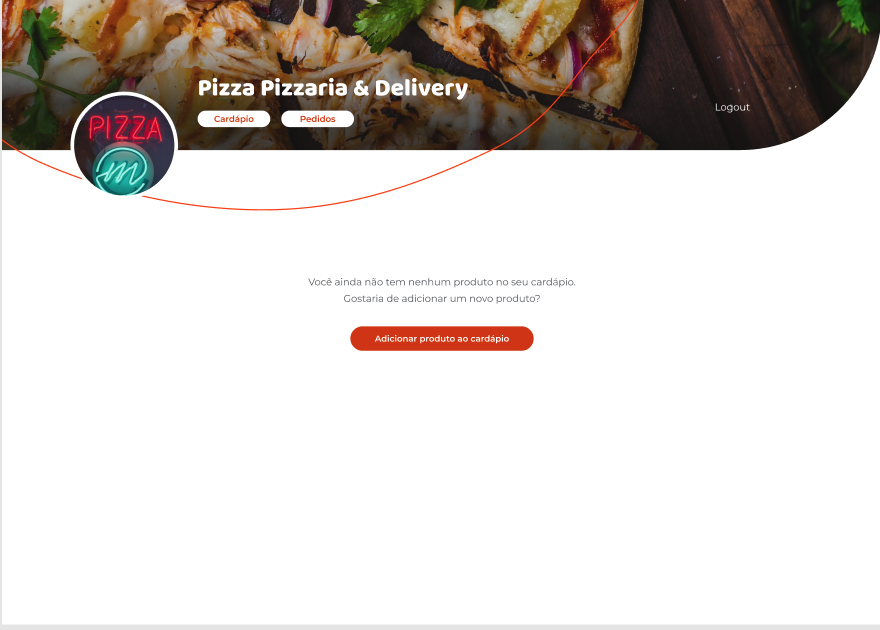 Pizza Pizzaria & Delivery
Cardápio
Pedidos
Logout
PIZZA
m
Você ainda não tem nenhum produto no seu cardápio.
Gostaria de adicionar um novo produto?
Adicionar produto ao cardápio